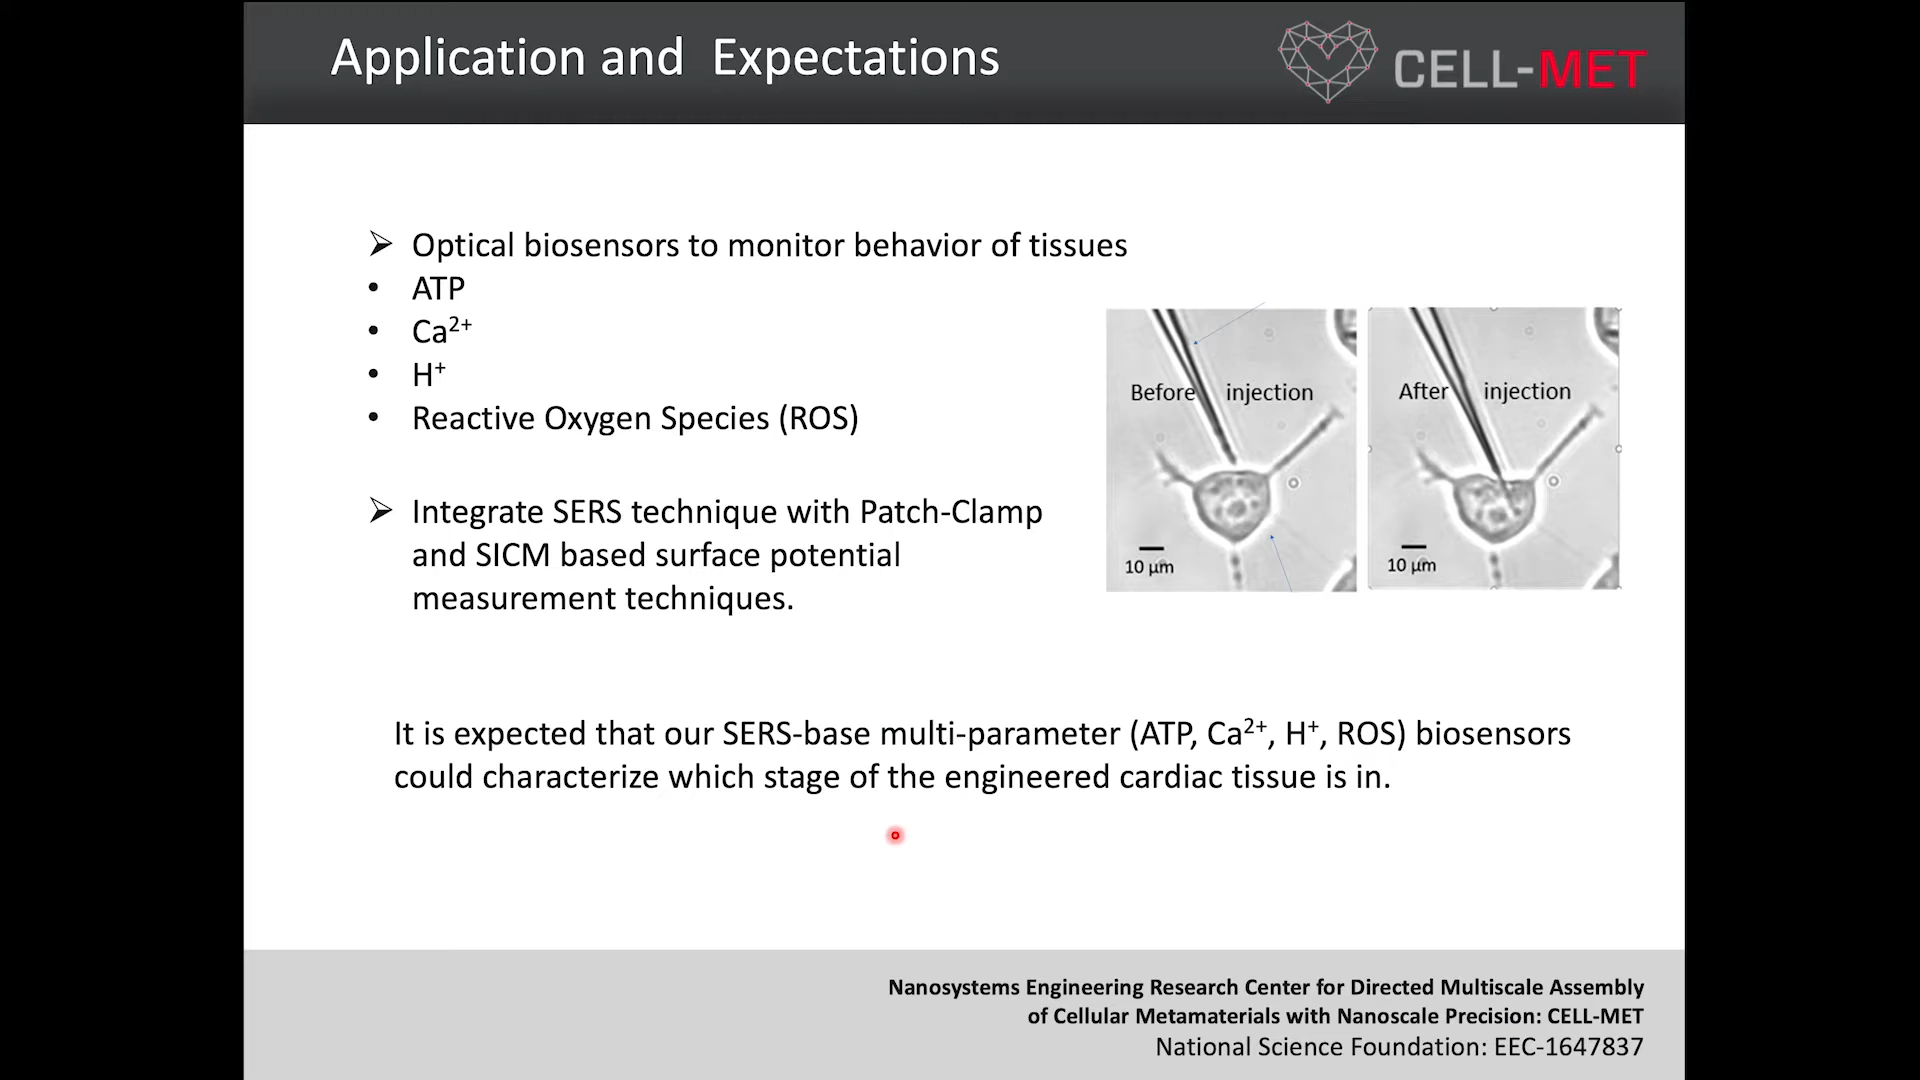 Application and Expectations
CELL-MET
➢ Optical biosensors to monitor behavior of tissues
• ATP
• Ca²⁺
• H⁺
• Reactive Oxygen Species (ROS)
➢ Integrate SERS technique with Patch-Clamp
and SICM based surface potential
measurement techniques.
Before injection
10 µm
After injection
10 µm
It is expected that our SERS-base multi-parameter (ATP, Ca²⁺, H⁺, ROS) biosensors
could characterize which stage of the engineered cardiac tissue is in.
Nanosystems Engineering Research Center for Directed Multiscale Assembly
of Cellular Metamaterials with Nanoscale Precision: CELL-MET
National Science Foundation: EEC-1647837